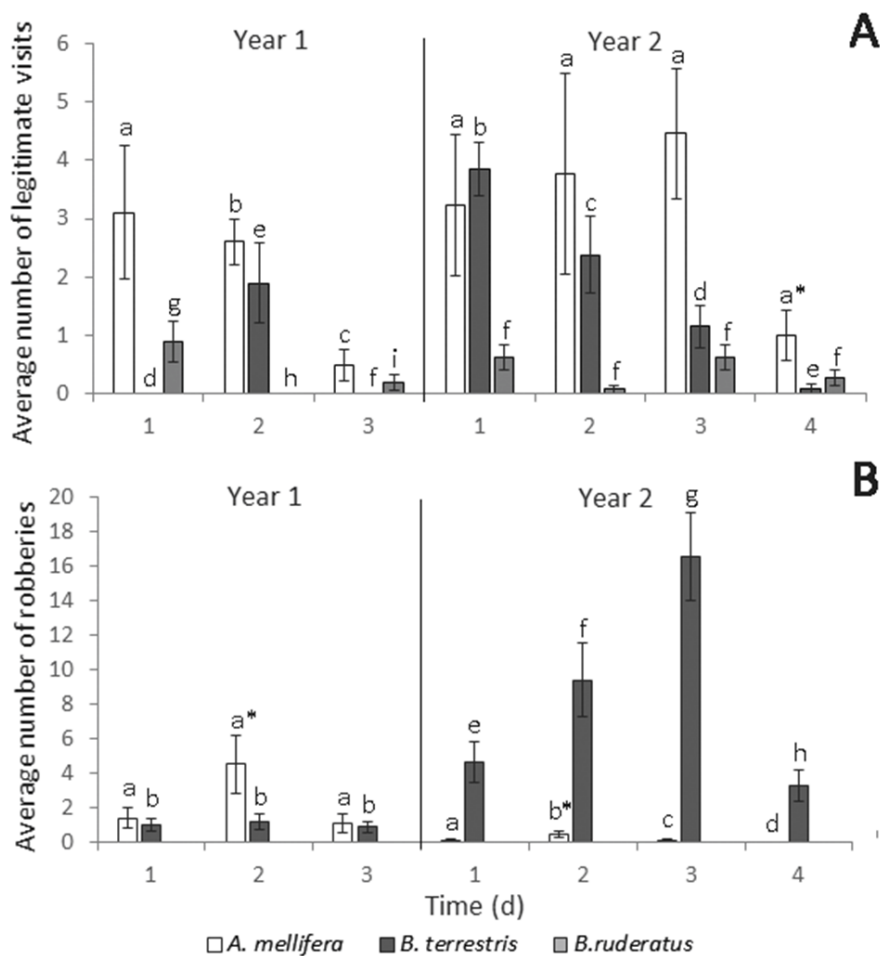 A
Year 1 Year 2
Average number of legitimate visits
6
5
4
3
2
1
0
a d g b e h c f i a b f a c f a d f a* e f
1 2 3 1 2 3 4
B
Year 1 Year 2
Average number of robberies
20
18
16
14
12
10
8
6
4
2
0
a b a* b a b a e b* f c g d h
1 2 3 1 2 3 4
Time (d)
A. mellifera B. terrestris B.ruderatus